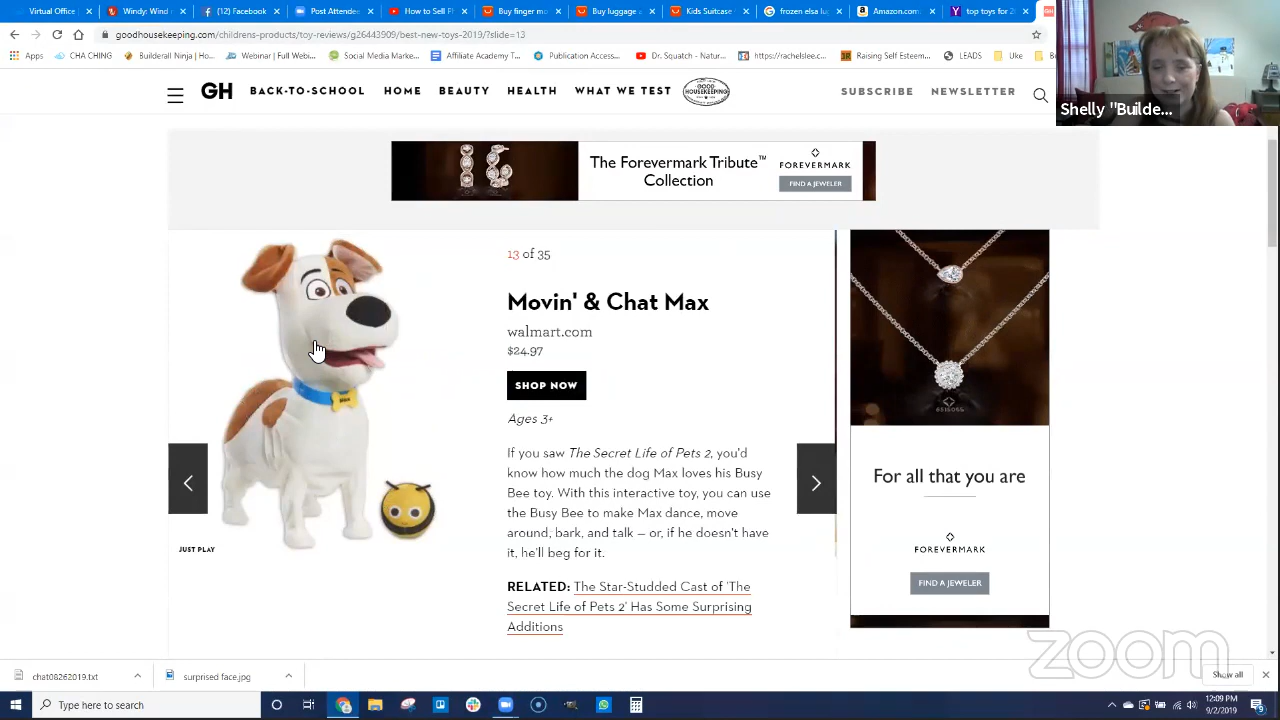 Virtual Office
Windy Wind
(12) Facebook
Post Attendee
How to Sell Fl
Buy ruffer an
Buy luggage a
Kids Suitcase
frozen elsa lug
Amazon.com
top toys for 20
goodhousekeeping.com/childrens-products/toy-reviews/
5443909/best-new-toys-2019/?slide=13
Apps
CHA CHING
Builderall Ninja | Ho...
Webinar | Full Webi...
Social Media Marke...
Affiliate Academy T...
Publication Access...
Dr. Squatch - Natur...
https://rachelslee.c...
Raising Self Esteem...
LEADS
Uke
GH BACK-TO-SCHOOL HOME BEAUTY HEALTH WHAT WE TEST GOOD HOUSEKEEPING SUBSCRIBE NEWSLETTER
Shelly "Builde...
The Forevermark Tribute™
Collection
FOREVERMARK
FIND A JEWELER
13 of 35
Movin' & Chat Max
walmart.com
$24.97
SHOP NOW
Ages 3+
If you saw The Secret Life of Pets 2, you'd
know how much the dog Max loves his Busy
Bee toy. With this interactive toy, you can use
the Busy Bee to make Max dance, move
around, bark, and talk — or, if he doesn't have
it, he'll beg for it.
JUST PLAY
RELATED: The Star-Studded Cast of 'The
Secret Life of Pets 2' Has Some Surprising
Additions
For all that you are
FOREVERMARK
FIND A JEWELER
zoom
chat08262019.txt
surprised face.jpg
Show all
Type here to search
12:09 PM
9/2/2019